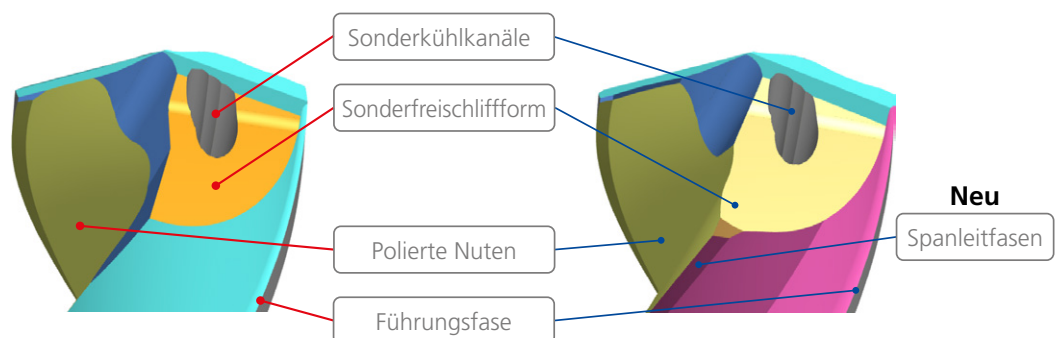 Sonderkühlkanäle
Sonderfreischliffform
Neu
Spanleitfasen
Polierte Nuten
Führungsfase